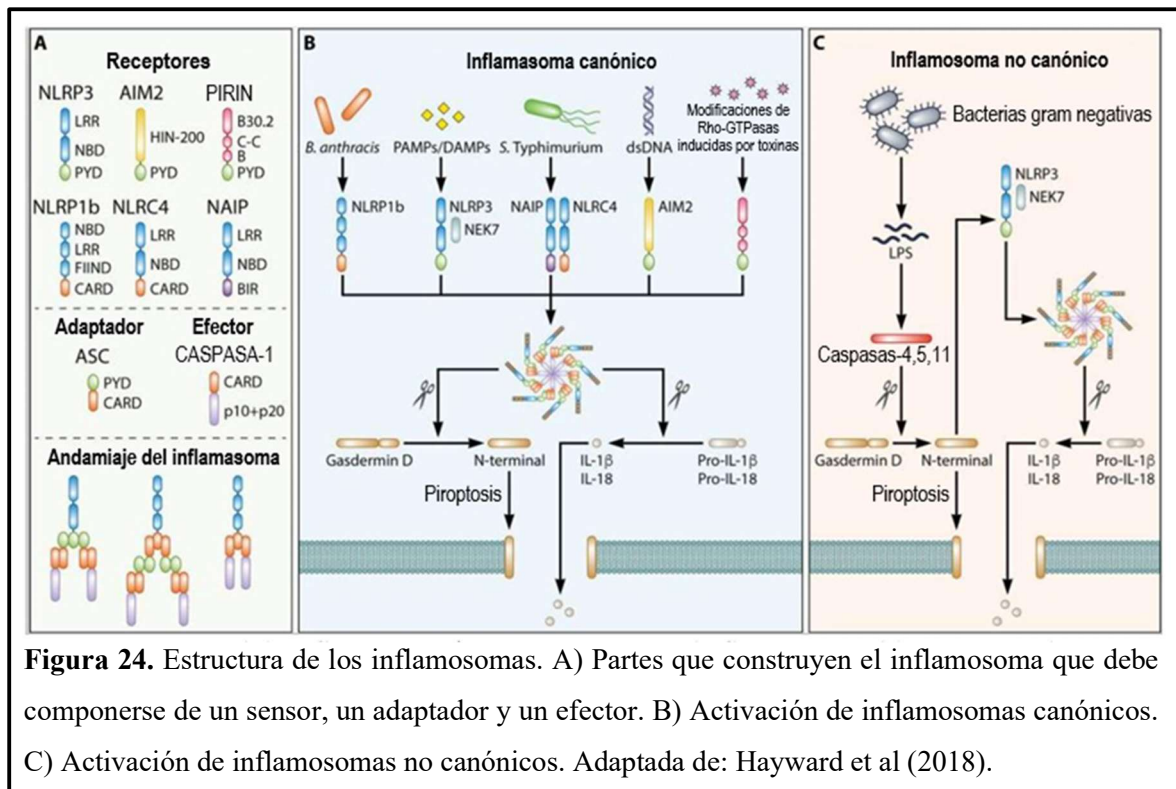 A
Receptores
NLRP3
LRR
NBD
PYD
AIM2
HIN-200
PYD
PIRIN
B30.2
C-C
B
PYD
NLRP1b
NBD
LRR
FIIND
CARD
NLRC4
LRR
NBD
CARD
NAIP
LRR
NBD
BIR
Adaptador
ASC
PYD
CARD
Efector
CASPASA-1
CARD
p10+p20
Andamiaje del inflamasoma
B
Inflamasoma canónico
B. anthracis
PAMPs/DAMPs
S. Typhimurium
dsDNA
Modificaciones de
Rho-GTPasas
inducidas por toxinas
NLRP1b
NLRP3
NEK7
NAIP
NLRC4
AIM2
Gasdermin D
N-terminal
IL-1β
IL-18
Pro-IL-1β
Pro-IL-18
Piroptosis
C
Inflamosoma no canónico
Bacterias gram negativas
NLRP3
NEK7
LPS
Caspasas-4,5,11
Gasdermin D
N-terminal
IL-1β
IL-18
Pro-IL-1β
Pro-IL-18
Piroptosis
Figura 24. Estructura de los inflamosomas. A) Partes que construyen el inflamosoma que debe
componerse de un sensor, un adaptador y un efector. B) Activación de inflamosomas canónicos.
C) Activación de inflamosomas no canónicos. Adaptada de: Hayward et al (2018).